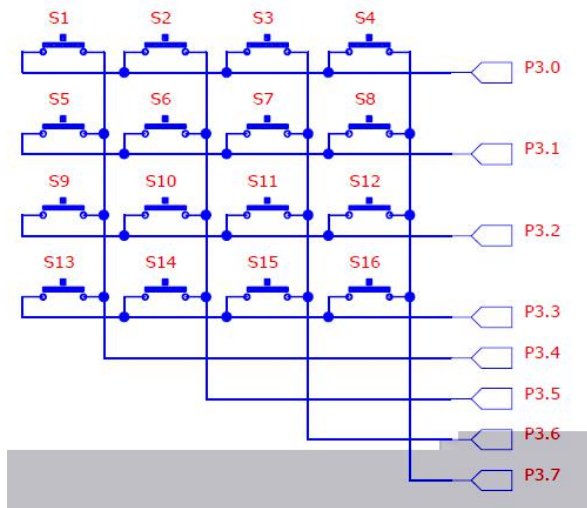 S1 S2 S3 S4
P3.0
S5 S6 S7 S8
P3.1
S9 S10 S11 S12
P3.2
S13 S14 S15 S16
P3.3
P3.4
P3.5
P3.6
P3.7